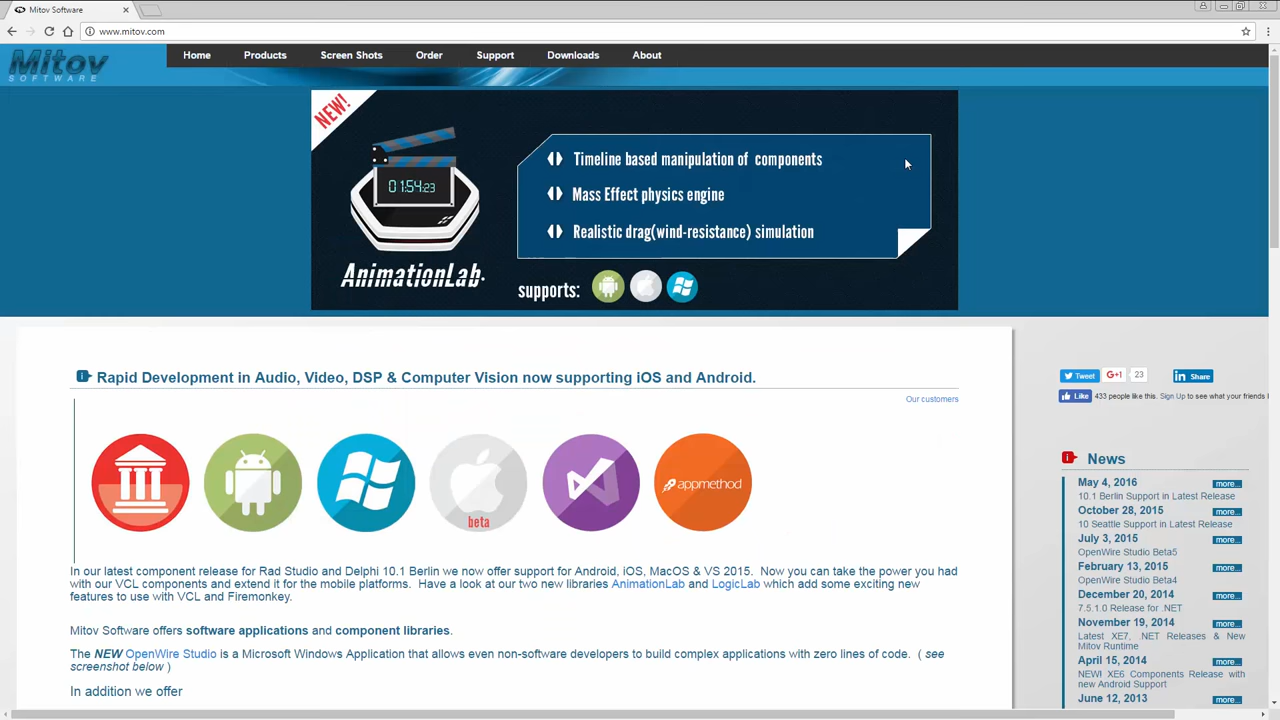 Mitov Software
www.mitov.com
Mitov
SOFTWARE
Home
Products
Screen Shots
Order
Support
Downloads
About
NEW!
01:54:23
AnimationLab
Timeline based manipulation of components
Mass Effect physics engine
Realistic drag(wind-resistance) simulation
supports:
Rapid Development in Audio, Video, DSP & Computer Vision now supporting iOS and Android.
Our customers
beta
appmethod
In our latest component release for Rad Studio and Delphi 10.1 Berlin we now offer support for Android, iOS, MacOS & VS 2015. Now you can take the power you had
with our VCL components and extend it for the mobile platforms. Have a look at our two new libraries AnimationLab and LogicLab which add some exciting new
features to use with VCL and Firemonkey.
Mitov Software offers software applications and component libraries.
The NEW OpenWire Studio is a Microsoft Windows Application that allows even non-software developers to build complex applications with zero lines of code. ( see
screenshot below )
In addition we offer
Tweet
G+1
23
in Share
Like
433 people like this. Sign Up to see what your friends l
News
May 4, 2016
more...
10.1 Berlin Support in Latest Release
October 28, 2015
more...
10 Seattle Support in Latest Release
July 3, 2015
more...
OpenWire Studio Beta5
February 13, 2015
more...
OpenWire Studio Beta4
December 20, 2014
more...
7.5.1.0 Release for .NET
November 19, 2014
more...
Latest XE7, .NET Releases & New
Mitov Runtime
April 15, 2014
more...
NEW! XE6 Components Release with
new Android Support
June 12, 2013
more...